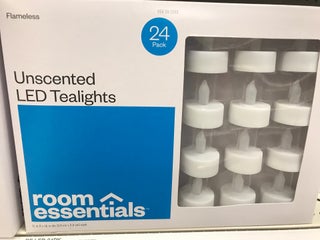 Flameless
24
Pack
Unscented
LED Tealights
room
essentials